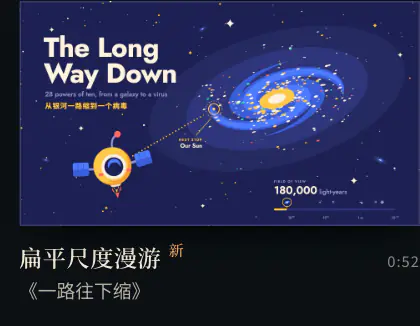 The Long
Way Down
28 powers of ten, from a galaxy to a virus
从银河一路缩到一个病毒
NEXT STOP
Our Sun
FIELD OF VIEW
180,000 light-years
扁平尺度漫游 新
0:52
《一路往下缩》